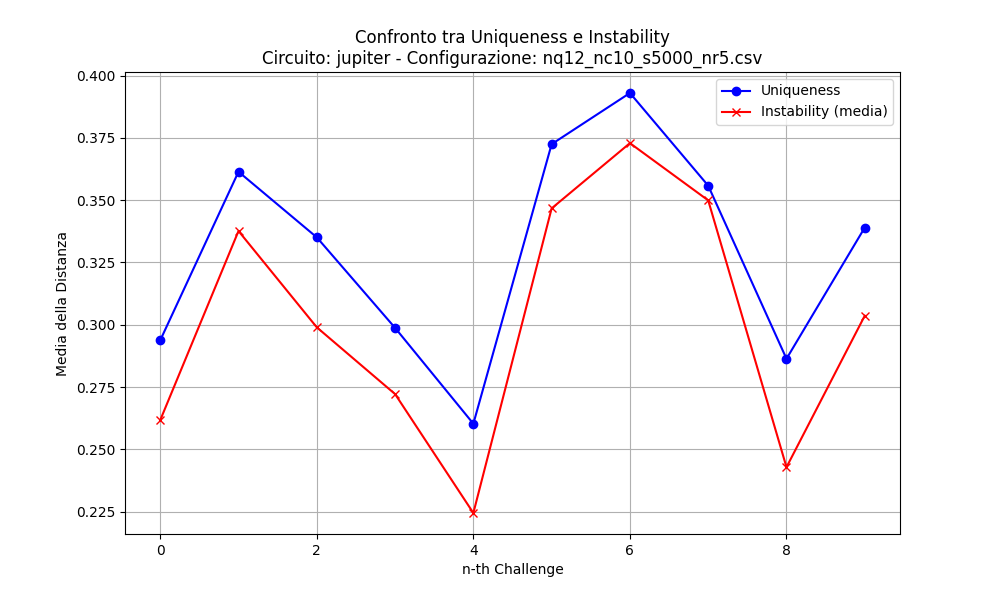 Confronto tra Uniqueness e Instability
Circuito: jupiter - Configurazione: nq12_nc10_s5000_nr5.csv
Uniqueness
Instability (media)
Media della Distanza
0.400
0.375
0.350
0.325
0.300
0.275
0.250
0.225
0 2 4 6 8
n-th Challenge